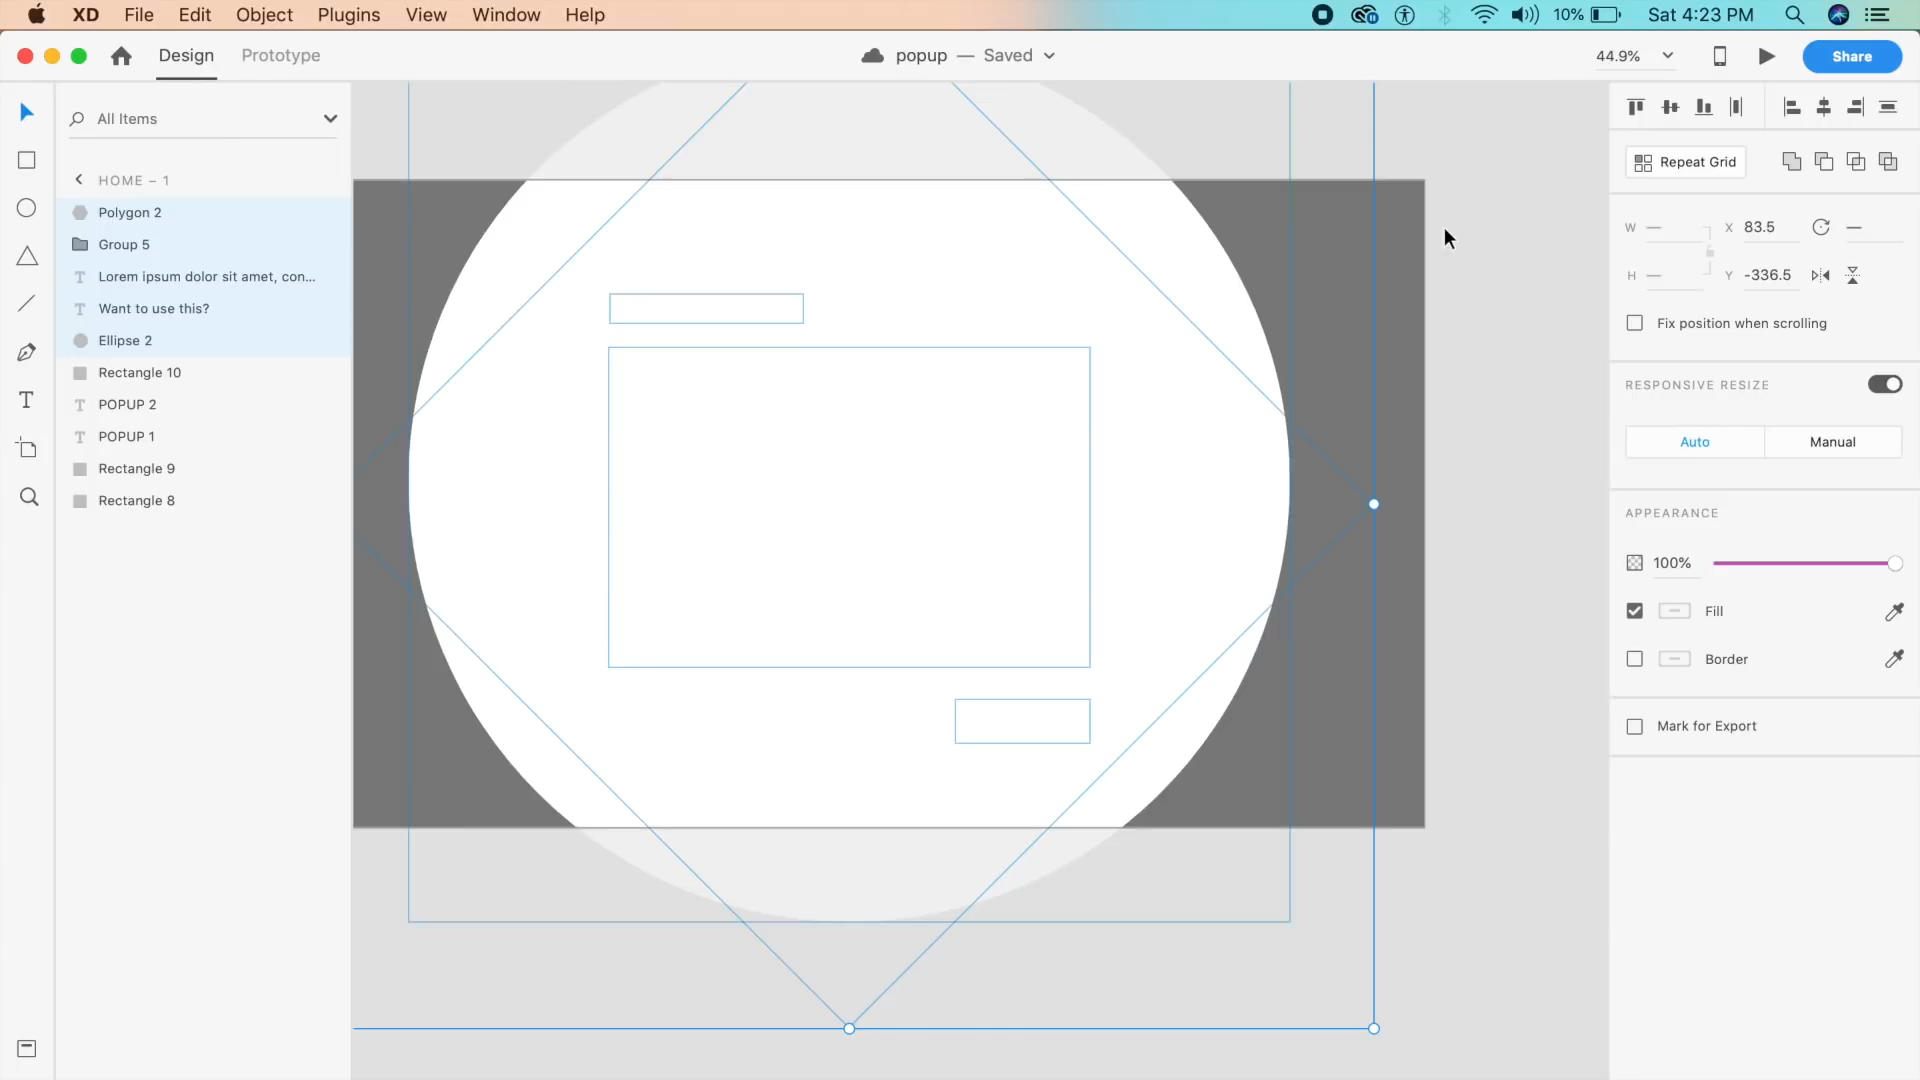 XD File Edit Object Plugins View Window Help 10% Sat 4:23 PM
Design Prototype popup — Saved 44.9% Share
All Items
HOME – 1
Polygon 2
Group 5
Lorem ipsum dolor sit amet, con...
Want to use this?
Ellipse 2
Rectangle 10
POPUP 2
POPUP 1
Rectangle 9
Rectangle 8
T
Repeat Grid
W — X 83.5 —
H — Y -336.5
Fix position when scrolling
RESPONSIVE RESIZE
Auto Manual
APPEARANCE
100%
Fill
Border
Mark for Export